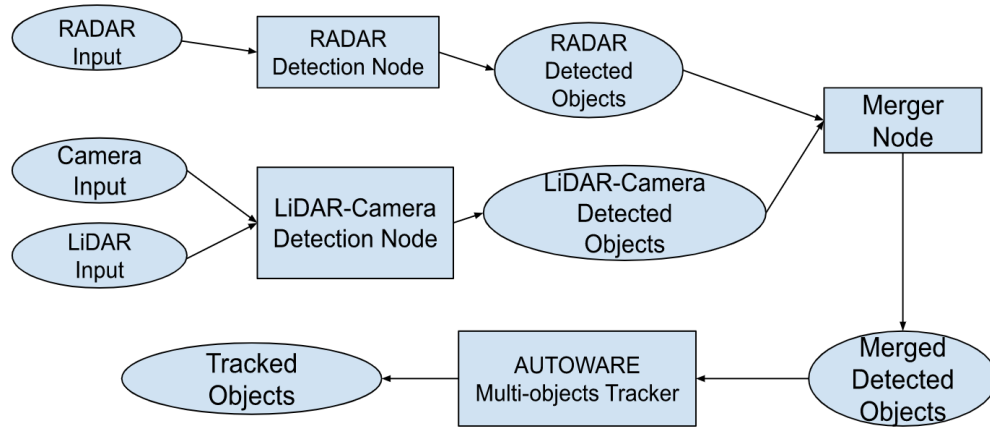 RADAR
Input
RADAR
Detection Node
RADAR
Detected
Objects
Merger
Node
Camera
Input
LiDAR
Input
LiDAR-Camera
Detection Node
LiDAR-Camera
Detected
Objects
Merged
Detected
Objects
AUTOWARE
Multi-objects Tracker
Tracked
Objects